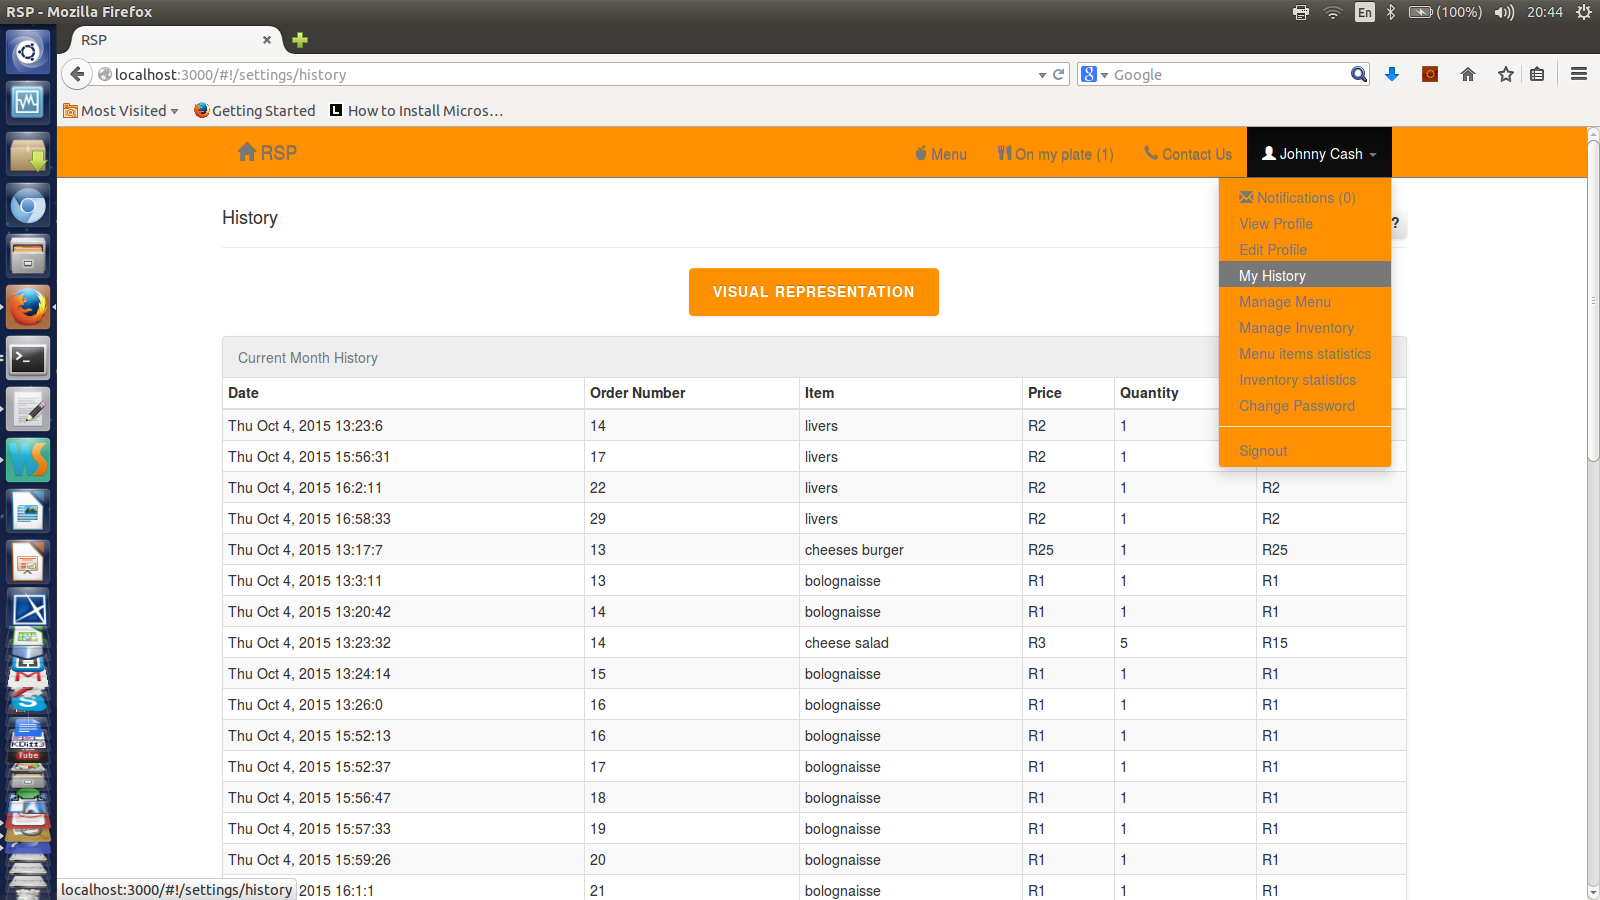 RSP - Mozilla Firefox
En
(100%)
20:44
RSP
localhost:3000/#!/settings/history
Google
Most Visited
Getting Started
How to Install Micros...
RSP
Menu
On my plate (1)
Contact Us
Johnny Cash
Notifications (0)
View Profile
Edit Profile
My History
Manage Menu
Manage Inventory
Menu items statistics
Inventory statistics
Change Password
Signout
?
History
VISUAL REPRESENTATION
Current Month History
Date Order Number Item Price Quantity
Thu Oct 4, 2015 13:23:6 14 livers R2 1
Thu Oct 4, 2015 15:56:31 17 livers R2 1
Thu Oct 4, 2015 16:2:11 22 livers R2 1 R2
Thu Oct 4, 2015 16:58:33 29 livers R2 1 R2
Thu Oct 4, 2015 13:17:7 13 cheeses burger R25 1 R25
Thu Oct 4, 2015 13:3:11 13 bolognaisse R1 1 R1
Thu Oct 4, 2015 13:20:42 14 bolognaisse R1 1 R1
Thu Oct 4, 2015 13:23:32 14 cheese salad R3 5 R15
Thu Oct 4, 2015 13:24:14 15 bolognaisse R1 1 R1
Thu Oct 4, 2015 13:26:0 16 bolognaisse R1 1 R1
Thu Oct 4, 2015 15:52:13 16 bolognaisse R1 1 R1
Thu Oct 4, 2015 15:52:37 17 bolognaisse R1 1 R1
Thu Oct 4, 2015 15:56:47 18 bolognaisse R1 1 R1
Thu Oct 4, 2015 15:57:33 19 bolognaisse R1 1 R1
Thu Oct 4, 2015 15:59:26 20 bolognaisse R1 1 R1
2015 16:1:1 21 bolognaisse R1 1 R1
localhost:3000/#!/settings/history
KDiff3
Tube